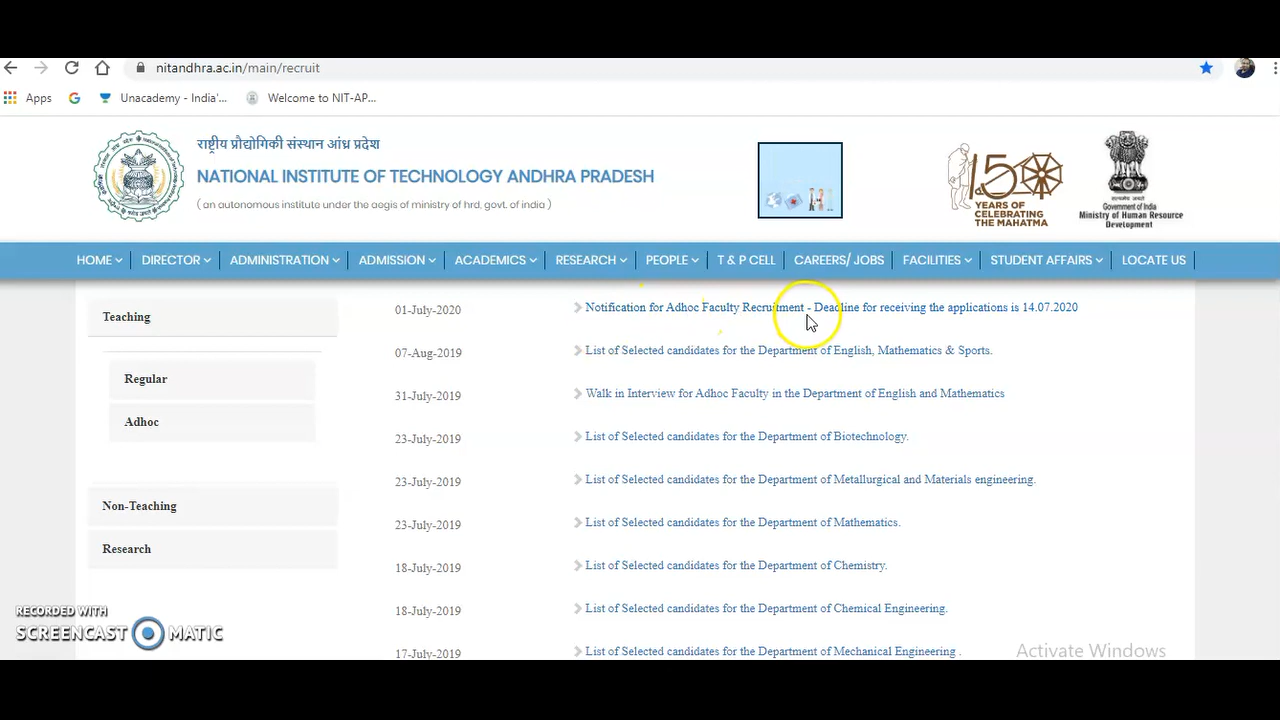 nitandhra.ac.in/main/recruit
Apps
Unacademy - India'...
Welcome to NIT-AP...
राष्ट्रीय प्रौद्योगिकी संस्थान आंध्र प्रदेश
NATIONAL INSTITUTE OF TECHNOLOGY ANDHRA PRADESH
( an autonomous institute under the aegis of ministry of hrd, govt. of india )
150
YEARS OF
CELEBRATING
THE MAHATMA
Government of India
Ministry of Human Resource
Development
HOME DIRECTOR ADMINISTRATION ADMISSION ACADEMICS RESEARCH PEOPLE T & P CELL CAREERS/ JOBS FACILITIES STUDENT AFFAIRS LOCATE US
Teaching
Regular
Adhoc
Non-Teaching
Research
01-July-2020 Notification for Adhoc Faculty Recruitment - Deadline for receiving the applications is 14.07.2020
07-Aug-2019 List of Selected candidates for the Department of English, Mathematics & Sports.
31-July-2019 Walk in Interview for Adhoc Faculty in the Department of English and Mathematics
23-July-2019 List of Selected candidates for the Department of Biotechnology.
23-July-2019 List of Selected candidates for the Department of Metallurgical and Materials engineering.
23-July-2019 List of Selected candidates for the Department of Mathematics.
18-July-2019 List of Selected candidates for the Department of Chemistry.
18-July-2019 List of Selected candidates for the Department of Chemical Engineering.
17-July-2019 List of Selected candidates for the Department of Mechanical Engineering .
RECORDED WITH
SCREENCAST MATIC
Activate Windows